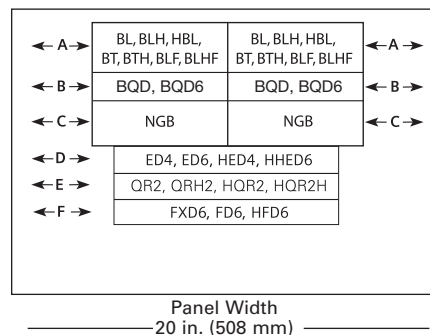 A BL, BLH, HBL, BL, BLH, HBL, A
BT, BTH, BLF, BLHF BT, BTH, BLF, BLHF
B BQD, BQD6 BQD, BQD6 B
C NGB NGB C
D ED4, ED6, HED4, HHED6
E QR2, QRH2, HQR2, HQR2H
F FXD6, FD6, HFD6
Panel Width
20 in. (508 mm)